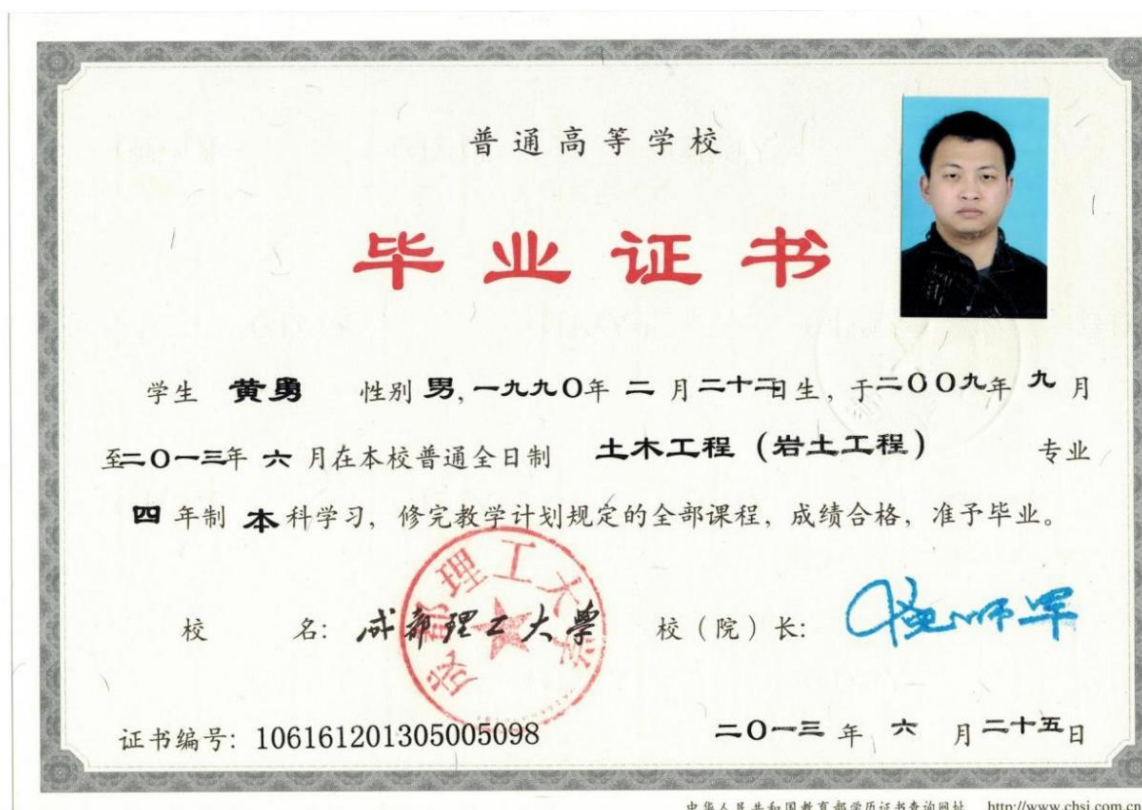 普通高等学校
毕业证书
学生 黄勇 性别 男,一九九〇年 二 月 二十二日生, 于二〇〇九年 九 月
至二〇一三年 六 月在本校普通全日制 土木工程(岩土工程) 专业
四 年制 本 科学习, 修完教学计划规定的全部课程, 成绩合格, 准予毕业。
校 名: 成都理工大学 校(院)长:
成都理工大学
证书编号: 106161201305005098 二〇一三 年 六 月 二十五日
中华人民共和国教育部学历证书查询网址 http://www.chsi.com.cn